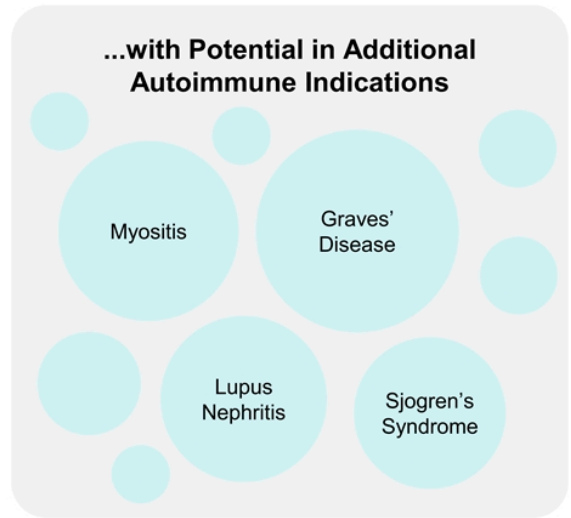 ...with Potential in Additional
Autoimmune Indications
Myositis
Graves’
Disease
Lupus
Nephritis
Sjogren’s
Syndrome